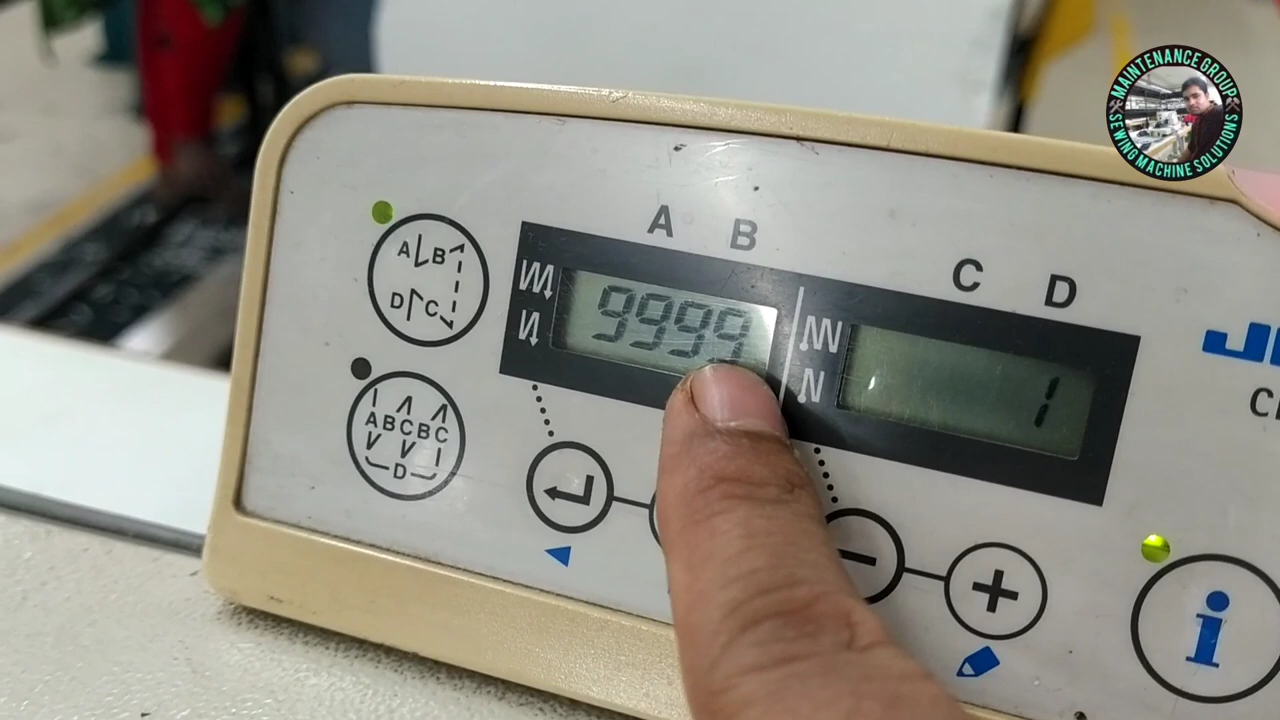 MAINTENANCE GROUP
SEWING MACHINE SOLUTIONS
A B
C D
A B
D C
9999
1
A B C B C
D
i